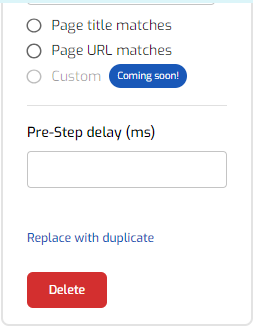 Page title matches
Page URL matches
Custom Coming soon!
Pre-Step delay (ms)
Replace with duplicate
Delete